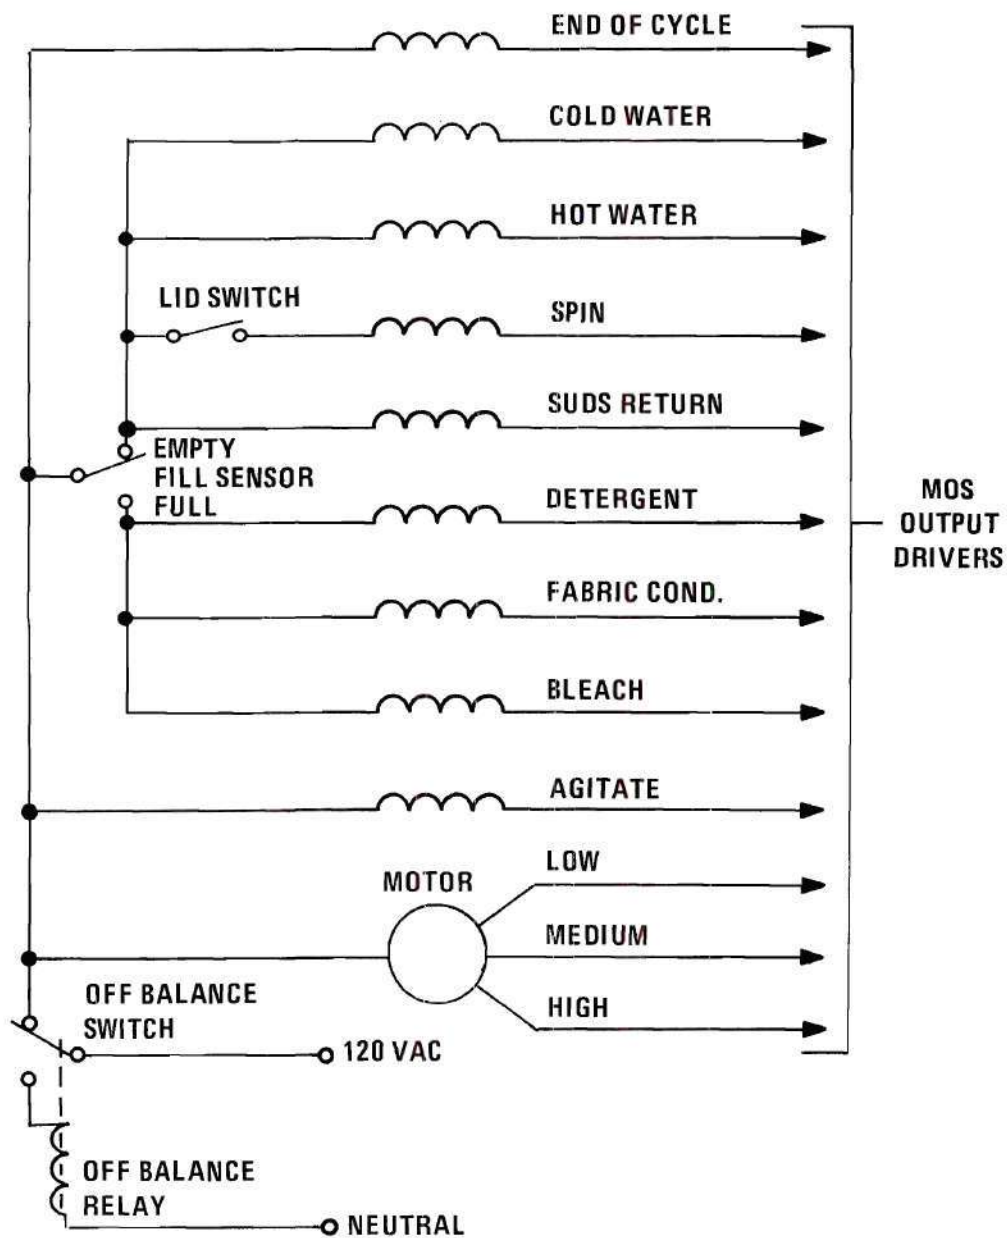 END OF CYCLE
COLD WATER
HOT WATER
LID SWITCH
SPIN
SUDS RETURN
EMPTY
FILL SENSOR
FULL
DETERGENT
MOS
OUTPUT
DRIVERS
FABRIC COND.
BLEACH
AGITATE
LOW
MOTOR
MEDIUM
HIGH
OFF BALANCE
SWITCH
120 VAC
OFF BALANCE
RELAY
NEUTRAL